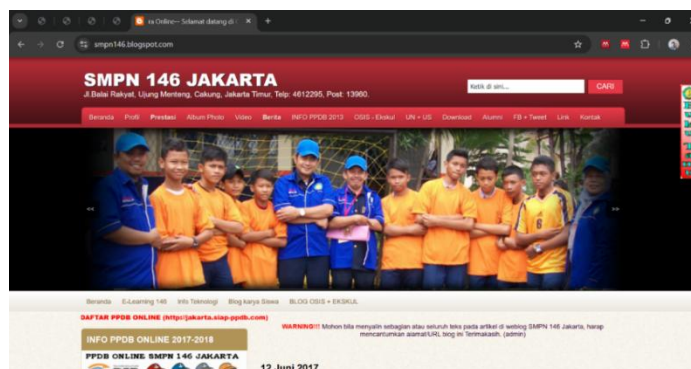 ra Online--- Selamat datang di
smpn146.blogspot.com
SMPN 146 JAKARTA
Jl.Balai Rakyat, Ujung Menteng, Cakung, Jakarta Timur, Telp: 4612295, Post: 13960.
Ketik di sini...
CARI
Beranda Profil Prestasi Album Photo Video Berita INFO PPDB 2013 OSIS - Ekskul UN + US Download Alumni FB + Tweet Link Kontak
Beranda E-Learning 146 Info Teknologi Blog karya Siswa BLOG OSIS + EKSKUL
DAFTAR PPDB ONLINE (http://jakarta.siap-ppdb.com)
WARNING!!! Mohon bila menyalin sebagian atau seluruh teks pada artikel di weblog SMPN 146 Jakarta, harap
mencantumkan alamat/URL blog ini Terimakasih. (admin)
INFO PPDB ONLINE 2017-2018
PPDB ONLINE SMPN 146 JAKARTA
12 Juni 2017